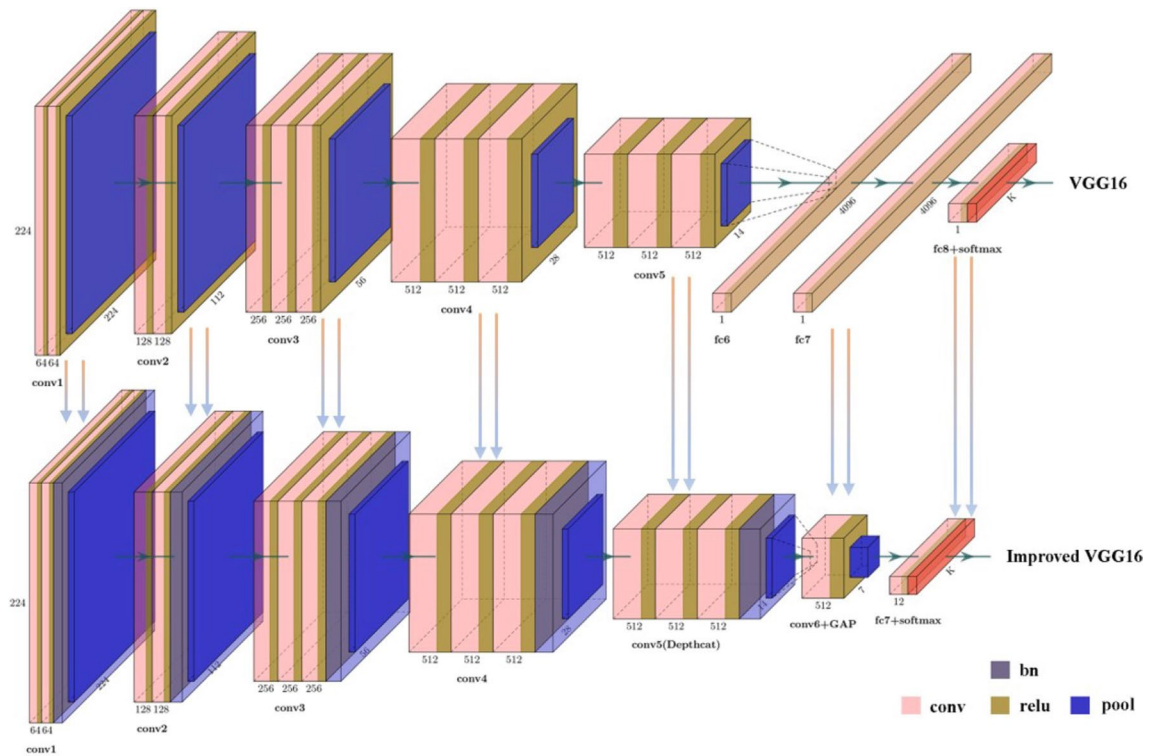 224
64 64
conv1
224
128 128
conv2
112
256 256 256
conv3
56
512 512 512
conv4
28
512 512 512
conv5
14
1
fc6
4096
1
fc7
4096
1
fc8+softmax
K
VGG16
224
64 64
conv1
224
128 128
conv2
112
256 256 256
conv3
56
512 512 512
conv4
28
512 512 512
conv5(Depthcat)
14
512
conv6+GAP
7
12
fc7+softmax
K
Improved VGG16
bn
conv
relu
pool